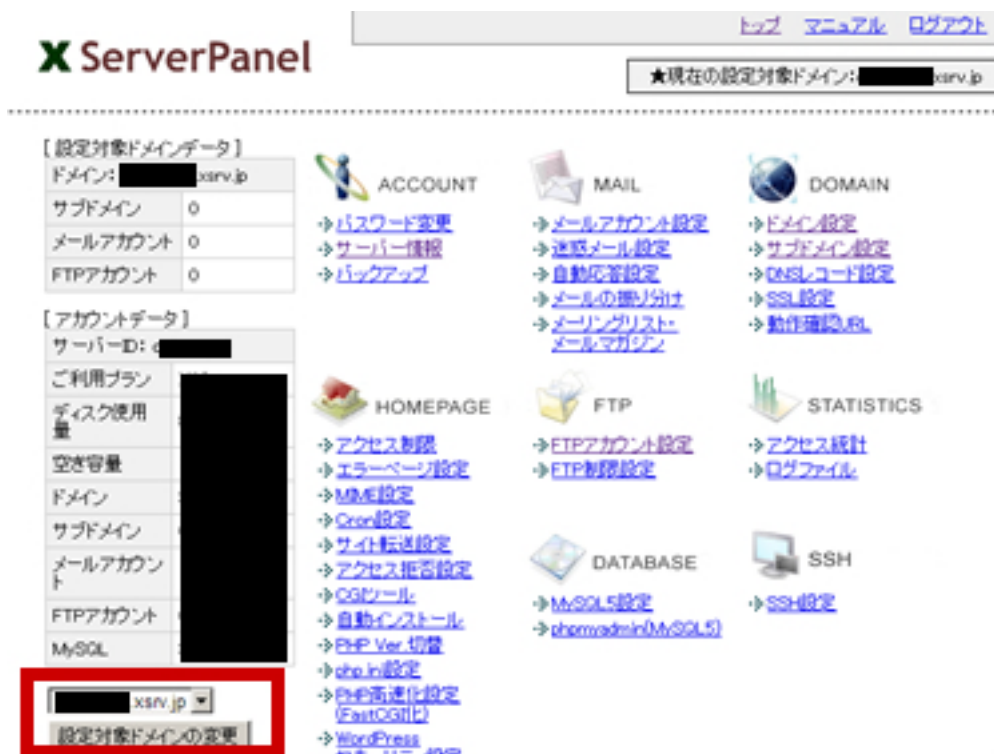 トップ マニュアル ログアウト
X ServerPanel
★現在の設定対象ドメイン: xsrv.jp
[設定対象ドメインデータ]
ドメイン: xsrv.jp
サブドメイン 0
メールアカウント 0
FTPアカウント 0
[アカウントデータ]
サーバーID:
ご利用プラン
ディスク使用
量
空き容量
ドメイン
サブドメイン
メールアカウン
ト
FTPアカウント
MySQL
xsrv.jp
設定対象ドメインの変更
ACCOUNT
パスワード変更
サーバー情報
バックアップ
MAIL
メールアカウント設定
迷惑メール設定
自動応答設定
メールの振り分け
メーリングリスト・
メールマガジン
DOMAIN
ドメイン設定
サブドメイン設定
DNSレコード設定
SSL設定
動作確認URL
HOMEPAGE
アクセス制限
エラーページ設定
MIME設定
Cron設定
サイト転送設定
アクセス拒否設定
CGIツール
自動インストール
PHP Ver.切替
php.ini設定
PHP高速化設定
(FastCGI化)
WordPress
FTP
FTPアカウント設定
FTP制限設定
STATISTICS
アクセス統計
ログファイル
DATABASE
MySQL5設定
phpmyadmin(MySQL5)
SSH
SSH設定